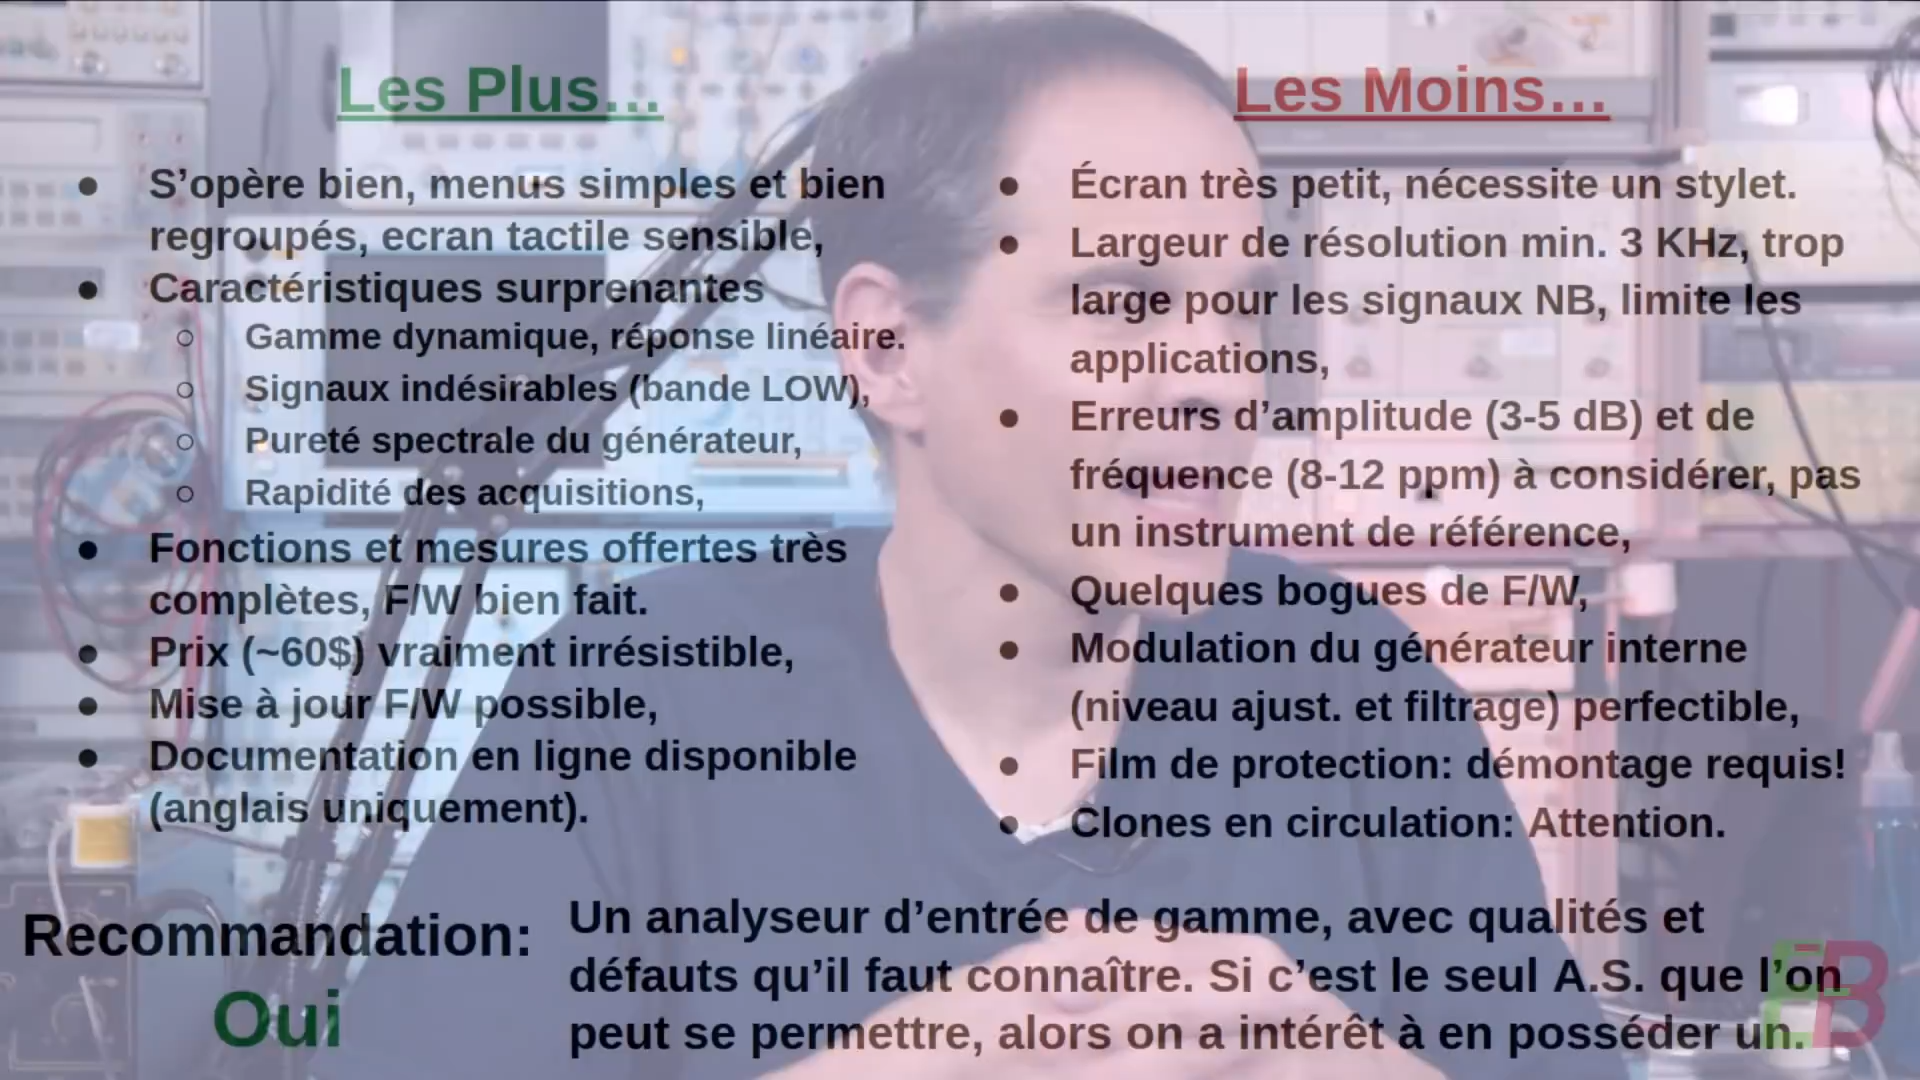 Les Plus...
S’opère bien, menus simples et bien
regroupés, ecran tactile sensible,
Caractéristiques surprenantes
Gamme dynamique, réponse linéaire.
Signaux indésirables (bande LOW),
Pureté spectrale du générateur,
Rapidité des acquisitions,
Fonctions et mesures offertes très
complètes, F/W bien fait.
Prix (~60$) vraiment irrésistible,
Mise à jour F/W possible,
Documentation en ligne disponible
(anglais uniquement).
Les Moins...
Écran très petit, nécessite un stylet.
Largeur de résolution min. 3 KHz, trop
large pour les signaux NB, limite les
applications,
Erreurs d’amplitude (3-5 dB) et de
fréquence (8-12 ppm) à considérer, pas
un instrument de référence,
Quelques bogues de F/W,
Modulation du générateur interne
(niveau ajust. et filtrage) perfectible,
Film de protection: démontage requis!
Clones en circulation: Attention.
Recommandation:
Oui
Un analyseur d’entrée de gamme, avec qualités et
défauts qu’il faut connaître. Si c’est le seul A.S. que l’on
peut se permettre, alors on a intérêt à en posséder un.
EB